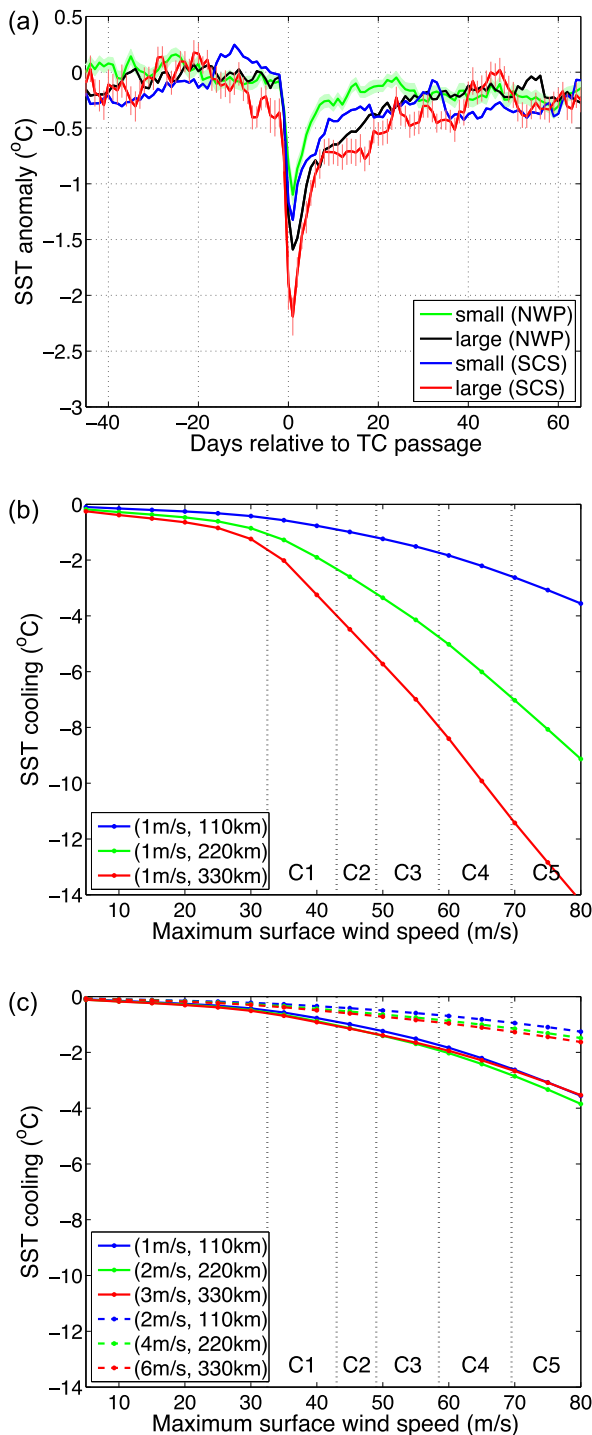 (a)
0.5
0
−0.5
−1
−1.5
−2
−2.5
−3
SST anomaly (°C)
small (NWP)
large (NWP)
small (SCS)
large (SCS)
−40 −20 0 20 40 60
Days relative to TC passage
(b)
0
−2
−4
−6
−8
−10
−12
−14
SST cooling (°C)
(1m/s, 110km)
(1m/s, 220km)
(1m/s, 330km)
C1 C2 C3 C4 C5
10 20 30 40 50 60 70 80
Maximum surface wind speed (m/s)
(c)
0
−2
−4
−6
−8
−10
−12
−14
SST cooling (°C)
(1m/s, 110km)
(2m/s, 220km)
(3m/s, 330km)
(2m/s, 110km)
(4m/s, 220km)
(6m/s, 330km)
C1 C2 C3 C4 C5
10 20 30 40 50 60 70 80
Maximum surface wind speed (m/s)